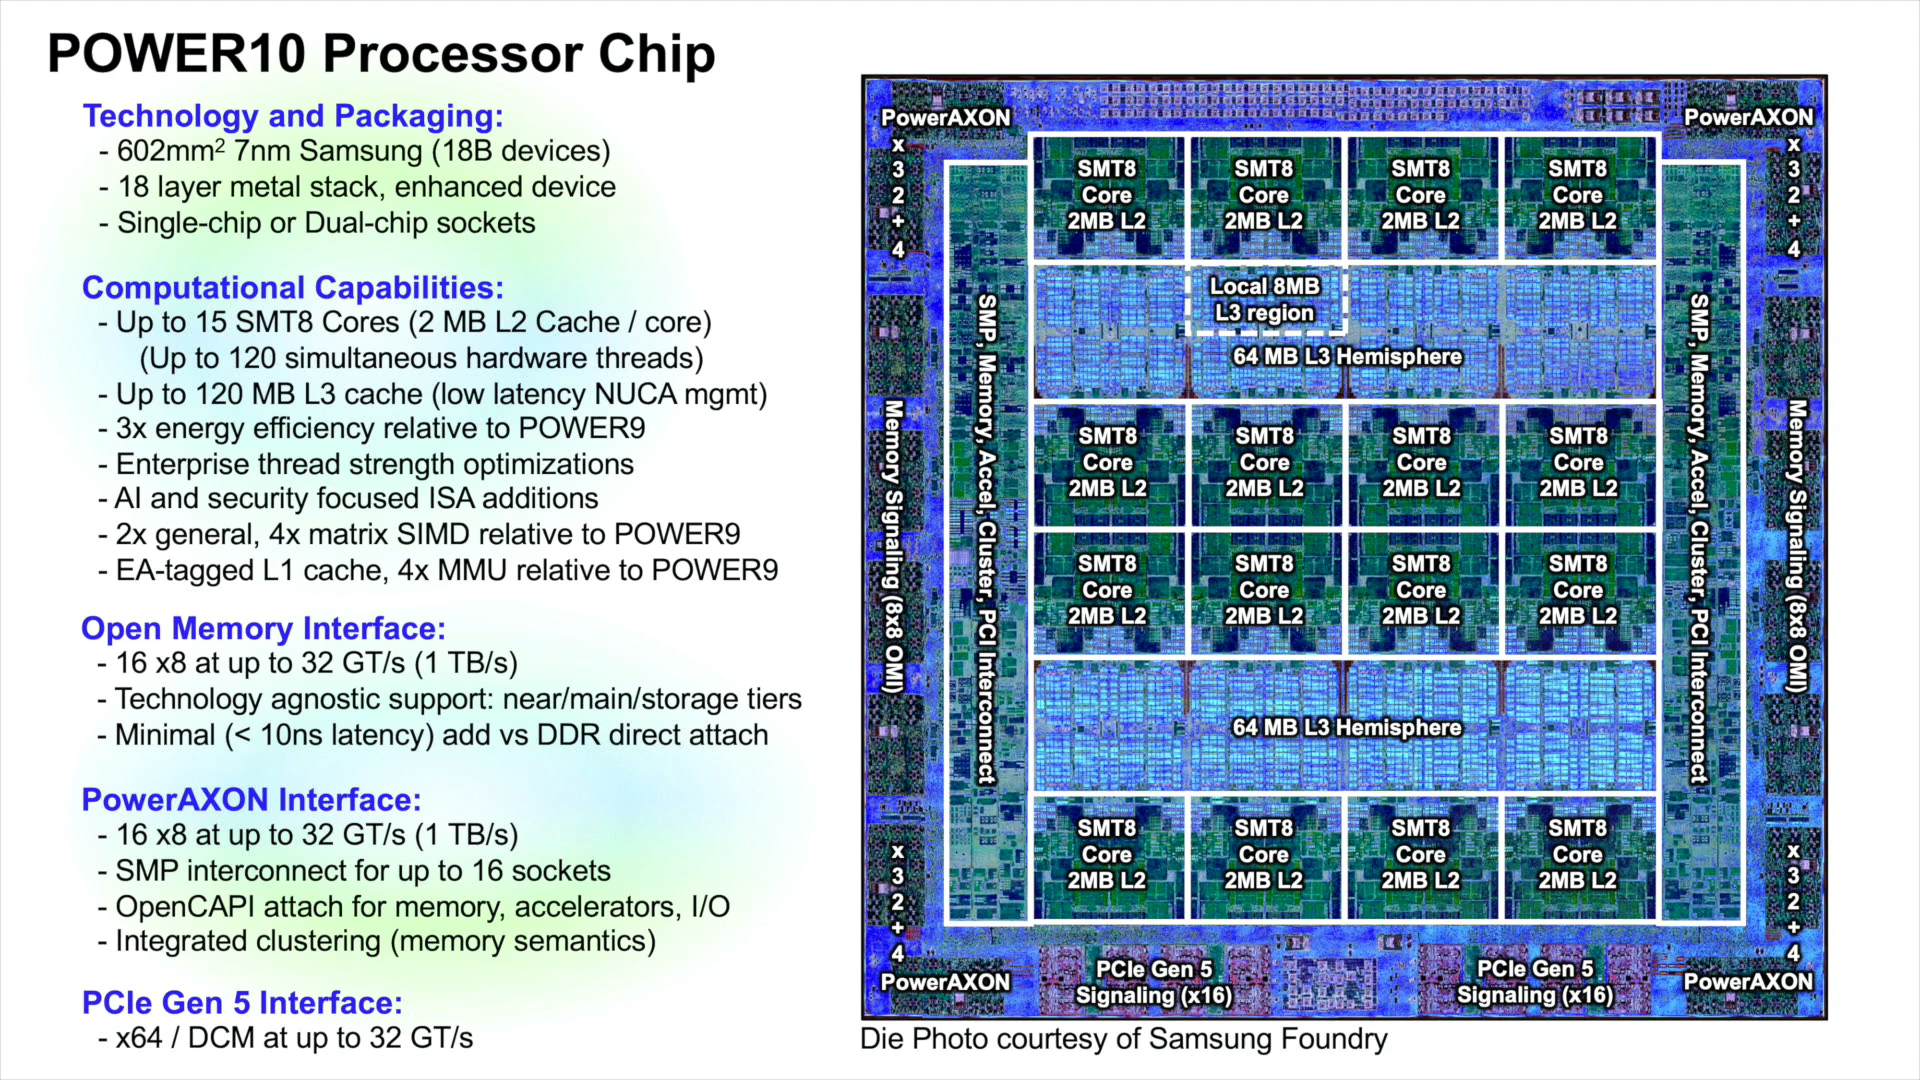 POWER10 Processor Chip
Technology and Packaging:
- 602mm² 7nm Samsung (18B devices)
- 18 layer metal stack, enhanced device
- Single-chip or Dual-chip sockets
Computational Capabilities:
- Up to 15 SMT8 Cores (2 MB L2 Cache / core)
(Up to 120 simultaneous hardware threads)
- Up to 120 MB L3 cache (low latency NUCA mgmt)
- 3x energy efficiency relative to POWER9
- Enterprise thread strength optimizations
- AI and security focused ISA additions
- 2x general, 4x matrix SIMD relative to POWER9
- EA-tagged L1 cache, 4x MMU relative to POWER9
Open Memory Interface:
- 16 x8 at up to 32 GT/s (1 TB/s)
- Technology agnostic support: near/main/storage tiers
- Minimal (< 10ns latency) add vs DDR direct attach
PowerAXON Interface:
- 16 x8 at up to 32 GT/s (1 TB/s)
- SMP interconnect for up to 16 sockets
- OpenCAPI attach for memory, accelerators, I/O
- Integrated clustering (memory semantics)
PCIe Gen 5 Interface:
- x64 / DCM at up to 32 GT/s
PowerAXON
x32+4
Memory Signaling (8x8 OMI)
x32+4
PowerAXON
SMP, Memory, Accel, Cluster, PCI Interconnect
SMT8
Core
2MB L2
SMT8
Core
2MB L2
SMT8
Core
2MB L2
SMT8
Core
2MB L2
Local 8MB
L3 region
64 MB L3 Hemisphere
SMT8
Core
2MB L2
SMT8
Core
2MB L2
SMT8
Core
2MB L2
SMT8
Core
2MB L2
SMT8
Core
2MB L2
SMT8
Core
2MB L2
SMT8
Core
2MB L2
SMT8
Core
2MB L2
64 MB L3 Hemisphere
SMT8
Core
2MB L2
SMT8
Core
2MB L2
SMT8
Core
2MB L2
SMT8
Core
2MB L2
PCIe Gen 5
Signaling (x16)
PCIe Gen 5
Signaling (x16)
SMP, Memory, Accel, Cluster, PCI Interconnect
PowerAXON
x32+4
Memory Signaling (8x8 OMI)
x32+4
PowerAXON
Die Photo courtesy of Samsung Foundry